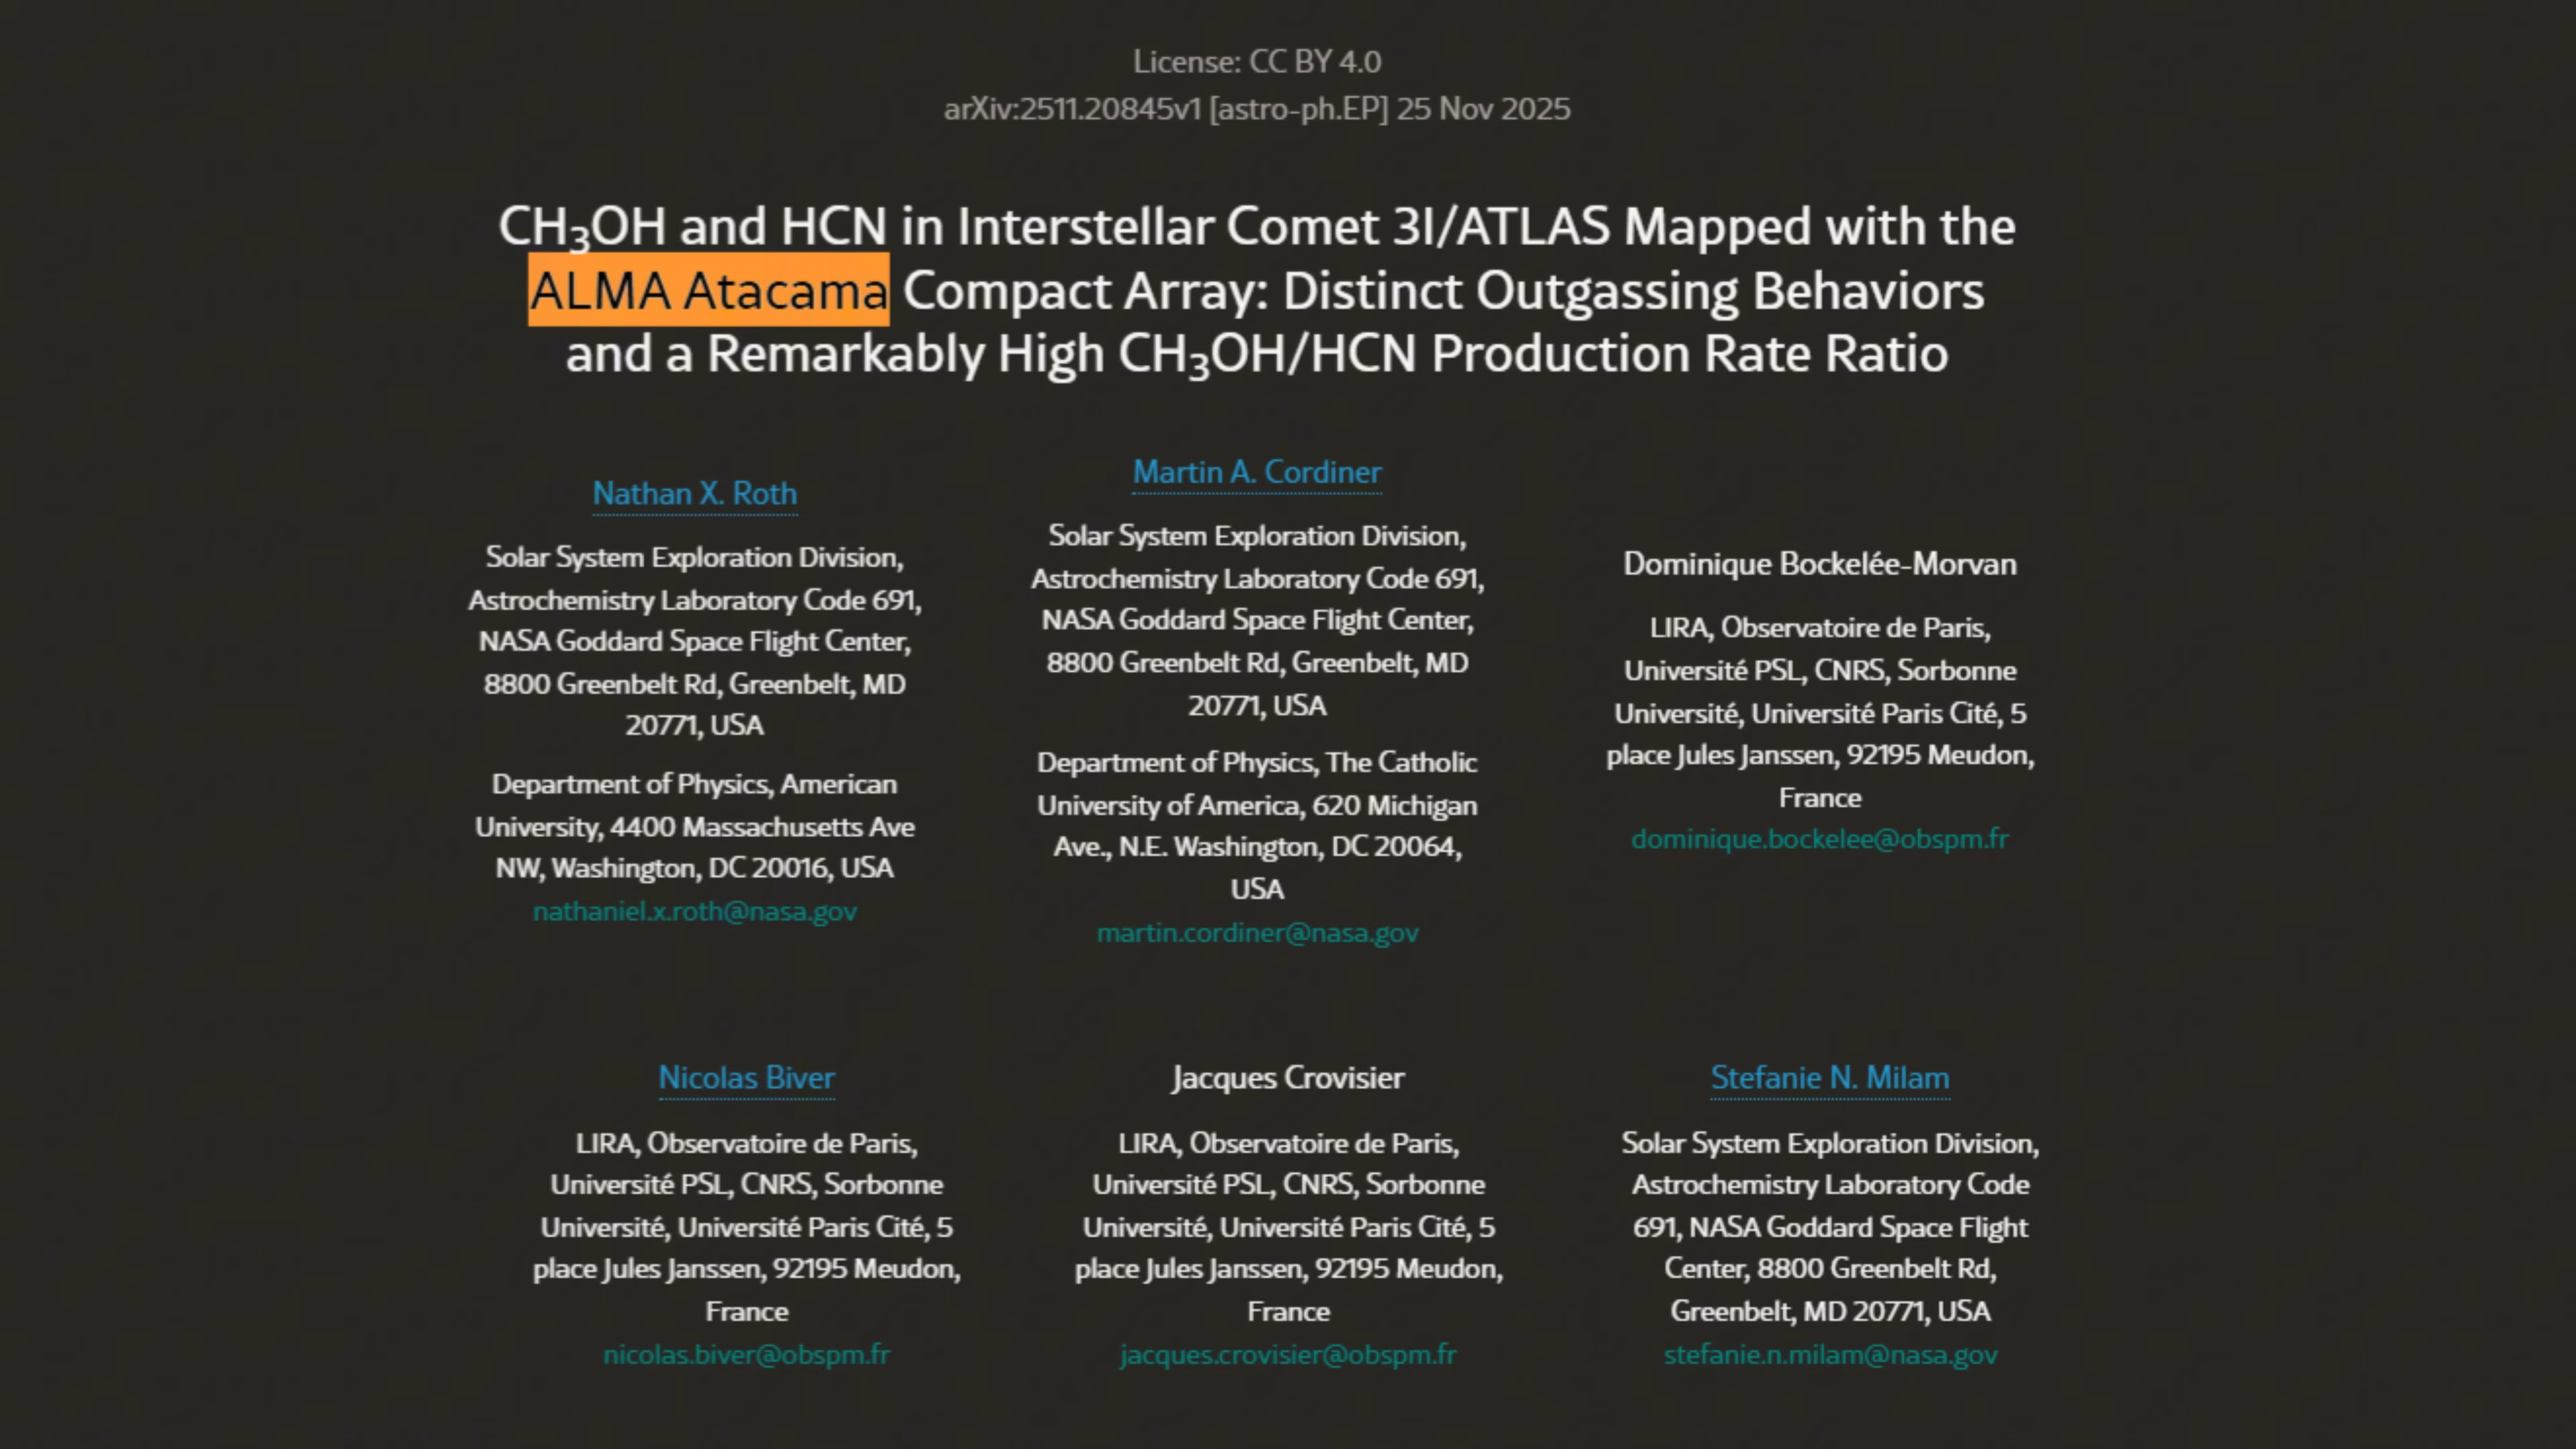 License: CC BY 4.0
arXiv:2511.20845v1 [astro-ph.EP] 25 Nov 2025
CH₃OH and HCN in Interstellar Comet 3I/ATLAS Mapped with the
ALMA Atacama Compact Array: Distinct Outgassing Behaviors
and a Remarkably High CH₃OH/HCN Production Rate Ratio
Nathan X. Roth
Solar System Exploration Division,
Astrochemistry Laboratory Code 691,
NASA Goddard Space Flight Center,
8800 Greenbelt Rd, Greenbelt, MD
20771, USA
Department of Physics, American
University, 4400 Massachusetts Ave
NW, Washington, DC 20016, USA
nathaniel.x.roth@nasa.gov
Martin A. Cordiner
Solar System Exploration Division,
Astrochemistry Laboratory Code 691,
NASA Goddard Space Flight Center,
8800 Greenbelt Rd, Greenbelt, MD
20771, USA
Department of Physics, The Catholic
University of America, 620 Michigan
Ave., N.E. Washington, DC 20064,
USA
martin.cordiner@nasa.gov
Dominique Bockelée-Morvan
LIRA, Observatoire de Paris,
Université PSL, CNRS, Sorbonne
Université, Université Paris Cité, 5
place Jules Janssen, 92195 Meudon,
France
dominique.bockelee@obspm.fr
Nicolas Biver
LIRA, Observatoire de Paris,
Université PSL, CNRS, Sorbonne
Université, Université Paris Cité, 5
place Jules Janssen, 92195 Meudon,
France
nicolas.biver@obspm.fr
Jacques Crovisier
LIRA, Observatoire de Paris,
Université PSL, CNRS, Sorbonne
Université, Université Paris Cité, 5
place Jules Janssen, 92195 Meudon,
France
jacques.crovisier@obspm.fr
Stefanie N. Milam
Solar System Exploration Division,
Astrochemistry Laboratory Code
691, NASA Goddard Space Flight
Center, 8800 Greenbelt Rd,
Greenbelt, MD 20771, USA
stefanie.n.milam@nasa.gov